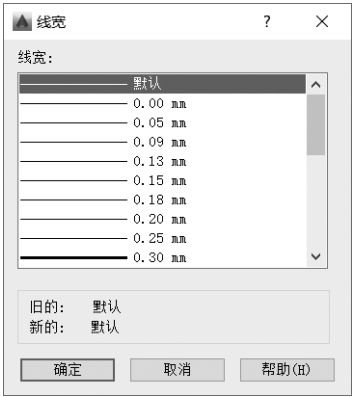 线宽
线宽:
默认
0.00 mm
0.05 mm
0.09 mm
0.13 mm
0.15 mm
0.18 mm
0.20 mm
0.25 mm
0.30 mm
旧的: 默认
新的: 默认
确定 取消 帮助(H)